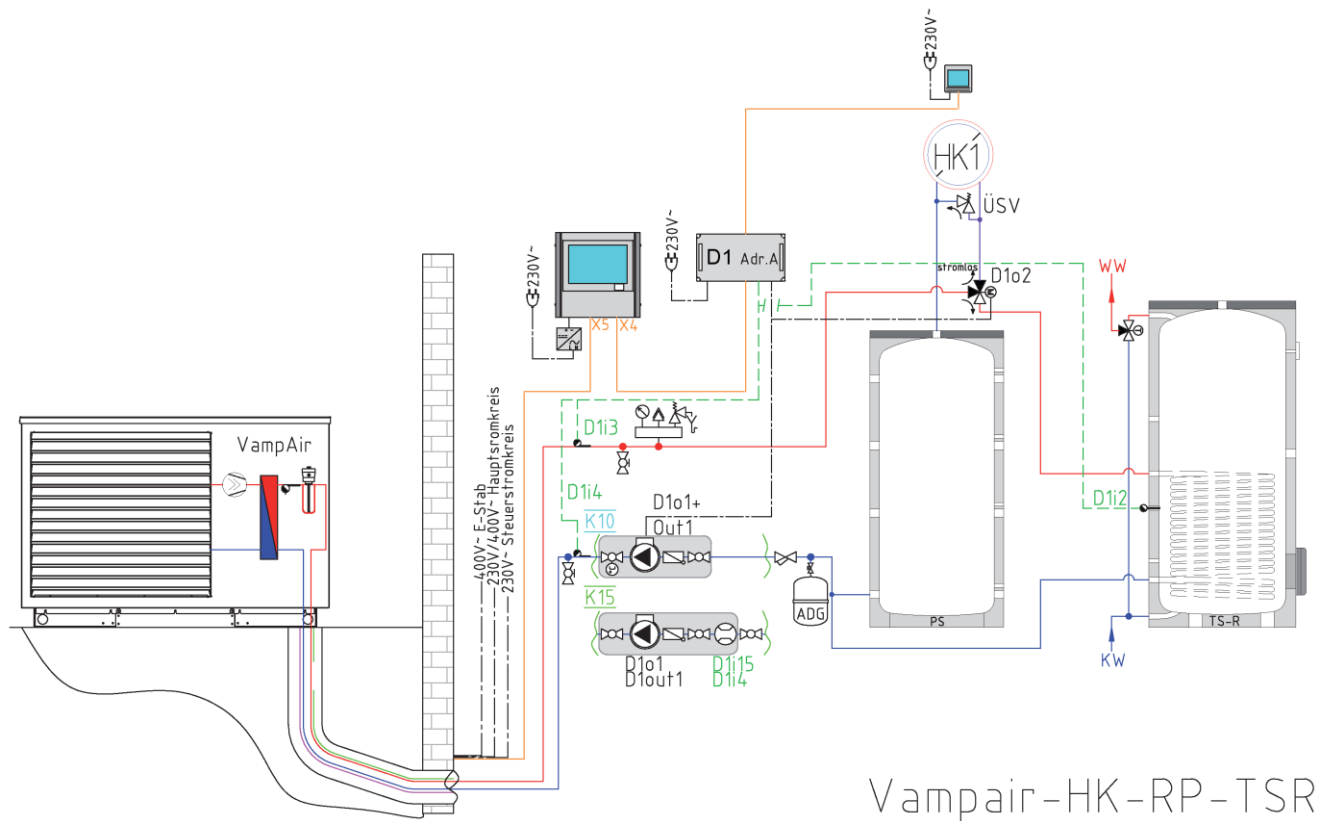 230V~
HK1
ÜSV
230V~
230V~
D1 Adr.A
stromlos
D1o2
WW
X5 X4
VampAir
D1i3
D1i4
D1i2
400V~ E-Stab
230V/400V~ Hauptsromkreis
230V~ Steuerstromkreis
D1o1+
Out1
K10
K15
ADG
PS
TS-R
KW
D1o1
D1out1
D1i15
D1i4
Vampair-HK-RP-TSR